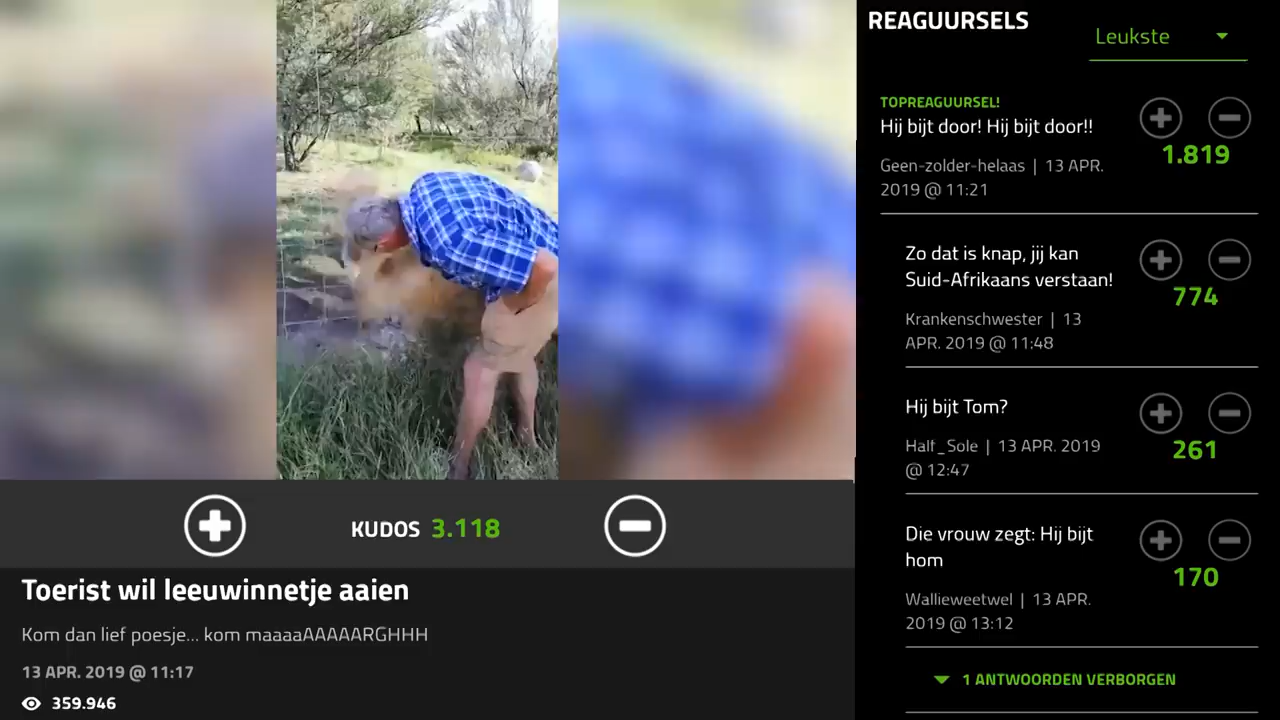 REAGUURSELS
Leukste
TOPREAGUURSEL!
Hij bijt door! Hij bijt door!!
1.819
Geen-zolder-helaas | 13 APR.
2019 @ 11:21
Zo dat is knap, jij kan
Suid-Afrikaans verstaan!
774
Krankenschwester | 13
APR. 2019 @ 11:48
Hij bijt Tom?
Half_Sole | 13 APR. 2019
@ 12:47
261
Die vrouw zegt: Hij bijt
hom
170
Wallieweetwel | 13 APR.
2019 @ 13:12
1 ANTWOORDEN VERBORGEN
KUDOS 3.118
Toerist wil leeuwinnetje aaien
Kom dan lief poesje... kom maaaaAAAAARGHHH
13 APR. 2019 @ 11:17
359.946